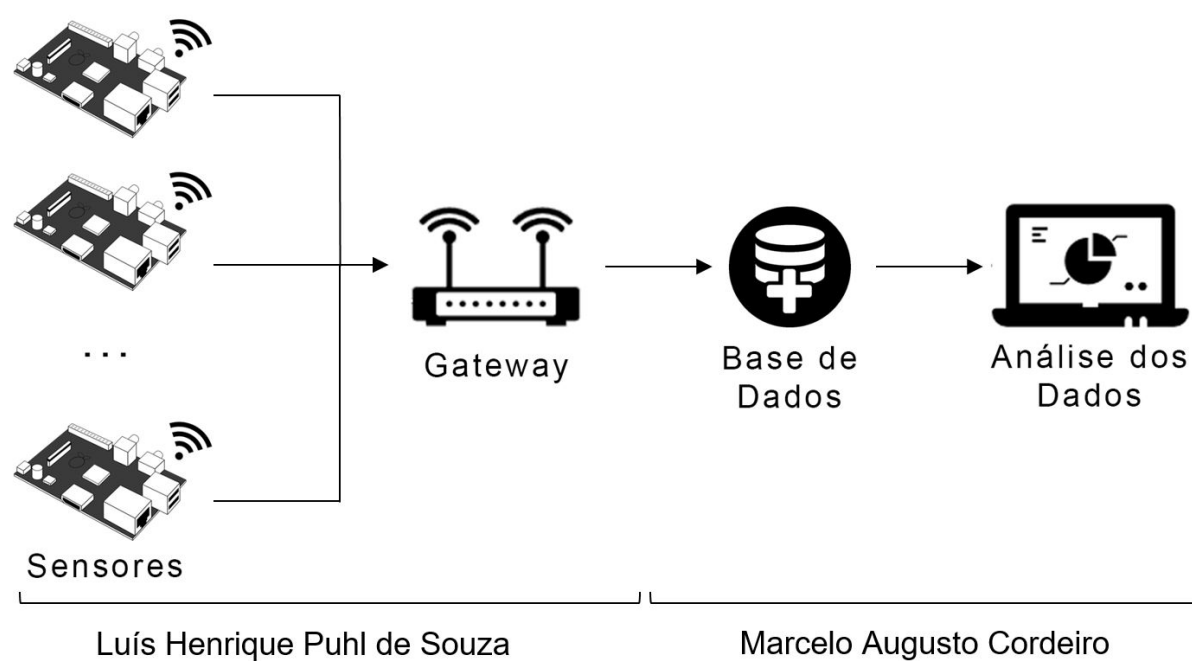 ...
Gateway
Base de
Dados
Análise dos
Dados
Sensores
Luís Henrique Puhl de Souza
Marcelo Augusto Cordeiro